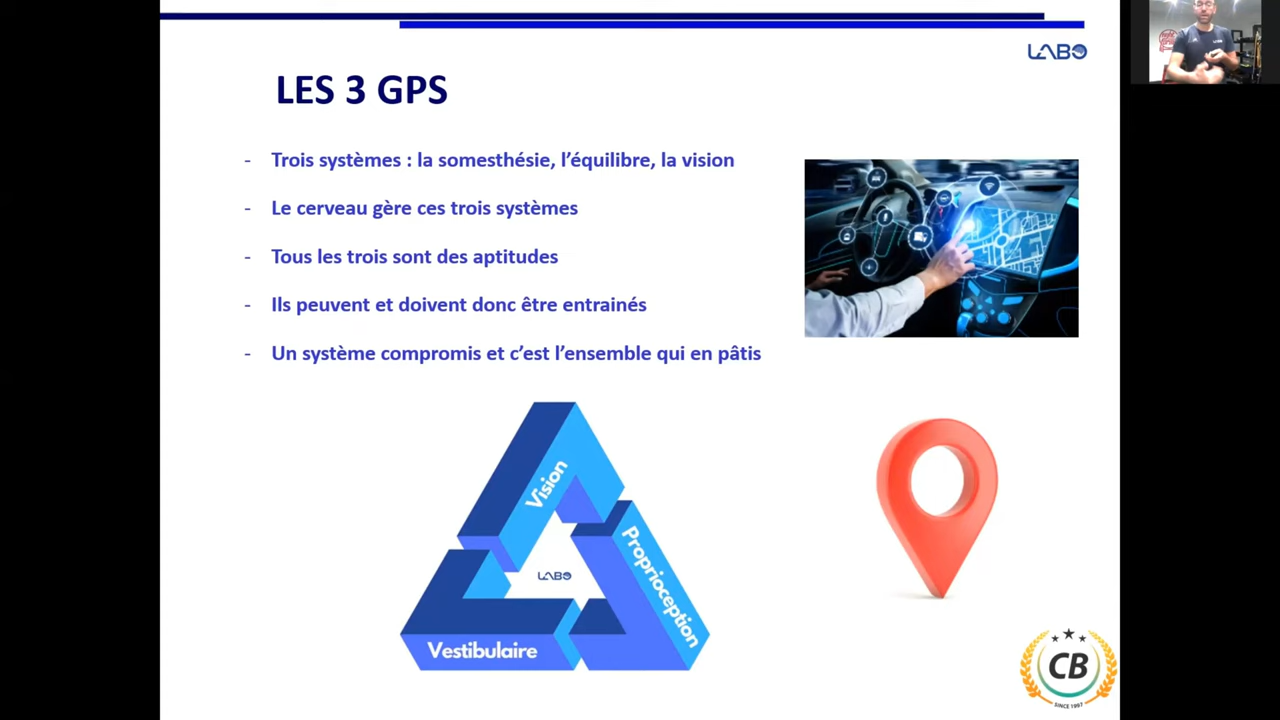 LABO
LES 3 GPS
- Trois systèmes : la somesthésie, l’équilibre, la vision
- Le cerveau gère ces trois systèmes
- Tous les trois sont des aptitudes
- Ils peuvent et doivent donc être entrainés
- Un système compromis et c’est l’ensemble qui en pâtis
Vision
Proprioception
LABO
Vestibulaire
CB
SINCE 1997